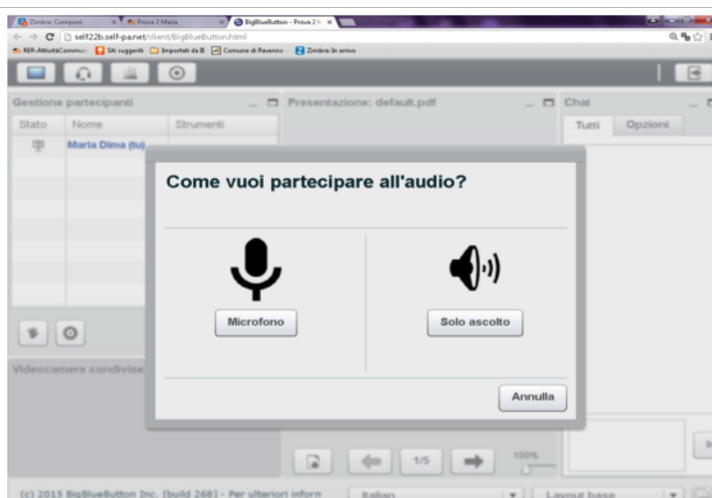 Zimbra: Composi
Prova 2 Maria
BigBlueButton - Prova 2 M
self22b.self-pa.net/client/BigBlueButton.html
Siti suggeriti
Importati da IE
Comune di Ravenna
Zimbra: In arrivo
Gestione partecipanti
Presentazione: default.pdf
Chat
Stato
Nome
Strumenti
Tutti
Opzioni
Maria Dima (tu)
Come vuoi partecipare all'audio?
Microfono
Solo ascolto
Annulla
Videocamere condivise
1/5
100%
(c) 2015 BigBlueButton Inc. [build 268] - Per ulteriori inform
Italian
Layout base